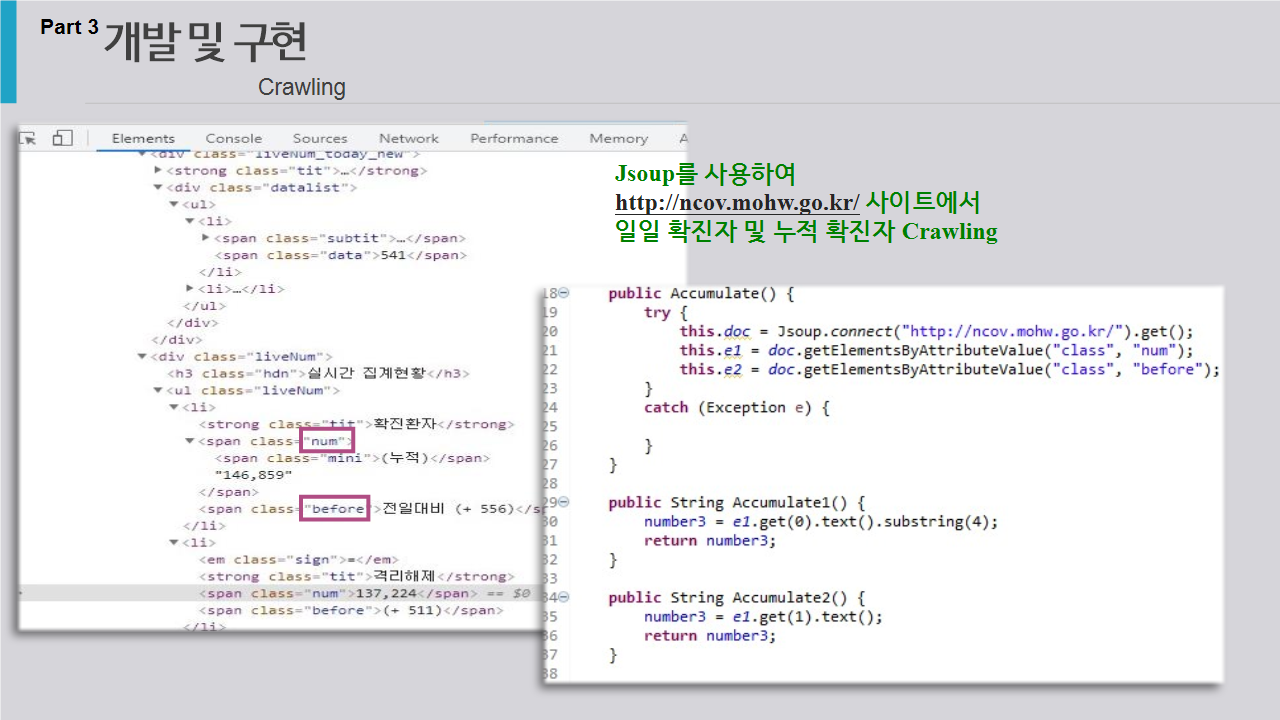 Part 3 개발 및 구현
Crawling
Elements Console Sources Network Performance Memory A
<div class="liveNum_today_new">
<strong class="tit">…</strong>
<div class="datalist">
<ul>
<li>
<span class="subtit">…</span>
<span class="data">541</span>
</li>
<li>…</li>
</ul>
</div>
</div>
<div class="liveNum">
<h3 class="hdn">실시간 집계현황</h3>
<ul class="liveNum">
<li>
<strong class="tit">확진환자</strong>
<span class="num">
<span class="mini">(누적)</span>
"146,859"
</span>
<span class="before">전일대비 (+ 556)</sp
</li>
<li>
<em class="sign">=</em>
<strong class="tit">격리해제</strong>
<span class="num">137,224</span> == $0
<span class="before">(+ 511)</span>
</li>
Jsoup를 사용하여
http://ncov.mohw.go.kr/ 사이트에서
일일 확진자 및 누적 확진자 Crawling
18 public Accumulate() {
19 try {
20 this.doc = Jsoup.connect("http://ncov.mohw.go.kr/").get();
21 this.e1 = doc.getElementsByAttributeValue("class", "num");
22 this.e2 = doc.getElementsByAttributeValue("class", "before");
23 }
24 catch (Exception e) {
25
26 }
27 }
28
29 public String Accumulate1() {
30 number3 = e1.get(0).text().substring(4);
31 return number3;
32 }
33
34 public String Accumulate2() {
35 number3 = e1.get(1).text();
36 return number3;
37 }
38